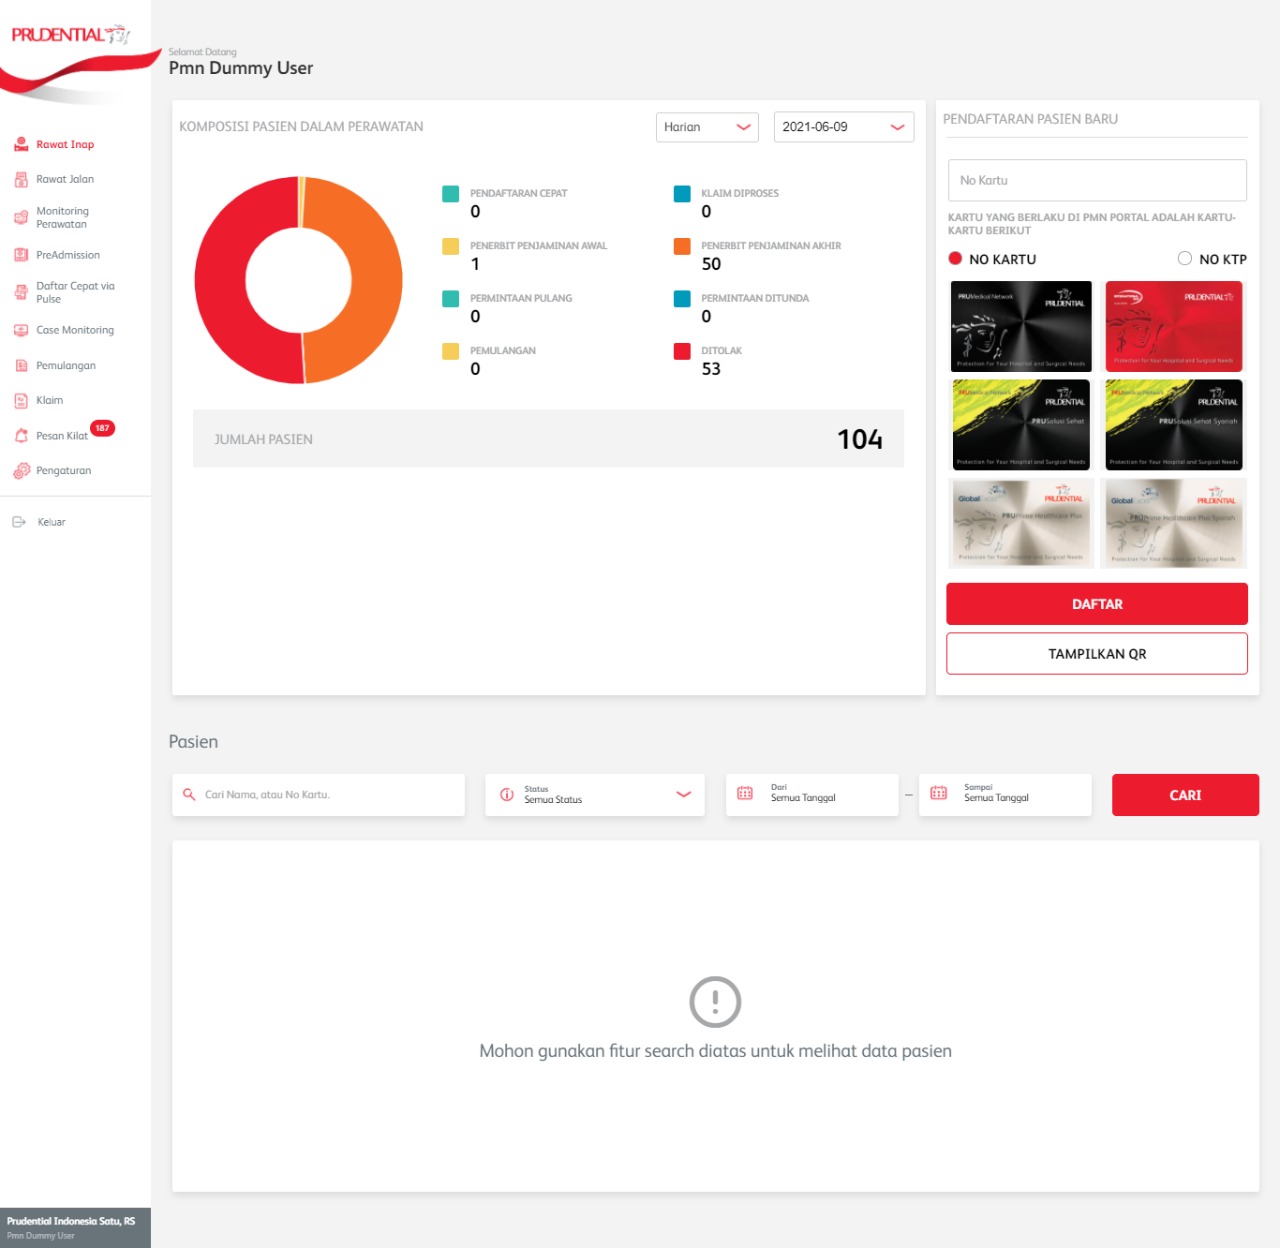 PRUDENTIAL
Selamat Datang
Pmn Dummy User
Rawat Inap
Rawat Jalan
Monitoring
Perawatan
PreAdmission
Daftar Cepat via
Pulse
Case Monitoring
Pemulangan
Klaim
Pesan Kilat 187
Pengaturan
Keluar
KOMPOSISI PASIEN DALAM PERAWATAN
Harian
2021-06-09
PENDAFTARAN CEPAT
0
KLAIM DIPROSES
0
PENERBIT PENJAMINAN AWAL
1
PENERBIT PENJAMINAN AKHIR
50
PERMINTAAN PULANG
0
PERMINTAAN DITUNDA
0
PEMULANGAN
0
DITOLAK
53
JUMLAH PASIEN
104
PENDAFTARAN PASIEN BARU
No Kartu
KARTU YANG BERLAKU DI PMN PORTAL ADALAH KARTU-
KARTU BERIKUT
NO KARTU
NO KTP
PRUMedical Network
PRUDENTIAL
Protection for Your Hospital and Surgical Needs
PRUDENTIAL
Protection for Your Hospital and Surgical Needs
PRUMedical Network
PRUDENTIAL
PRUSolusi Sehat
Protection for Your Hospital and Surgical Needs
PRUMedical Network
PRUDENTIAL
PRUSolusi Sehat Syariah
Protection for Your Hospital and Surgical Needs
Global
PRUDENTIAL
PRUPrime Healthcare Plus
Protection for Your Hospital and Surgical Needs
Global
PRUDENTIAL
PRUPrime Healthcare Plus Syariah
Protection for Your Hospital and Surgical Needs
DAFTAR
TAMPILKAN QR
Pasien
Cari Nama, atau No Kartu.
Status
Semua Status
Dari
Semua Tanggal
–
Sampai
Semua Tanggal
CARI
Mohon gunakan fitur search diatas untuk melihat data pasien
Prudential Indonesia Satu, RS
Pmn Dummy User